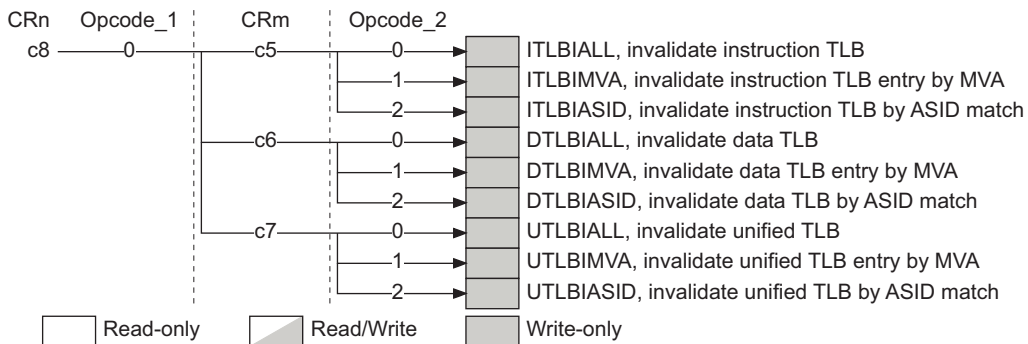 CRn Opcode_1 CRm Opcode_2
c8 0 c5 0 ITLBIALL, invalidate instruction TLB
1 ITLBIMVA, invalidate instruction TLB entry by MVA
2 ITLBIASID, invalidate instruction TLB by ASID match
c6 0 DTLBIALL, invalidate data TLB
1 DTLBIMVA, invalidate data TLB entry by MVA
2 DTLBIASID, invalidate data TLB by ASID match
c7 0 UTLBIALL, invalidate unified TLB
1 UTLBIMVA, invalidate unified TLB entry by MVA
2 UTLBIASID, invalidate unified TLB by ASID match
Read-only Read/Write Write-only